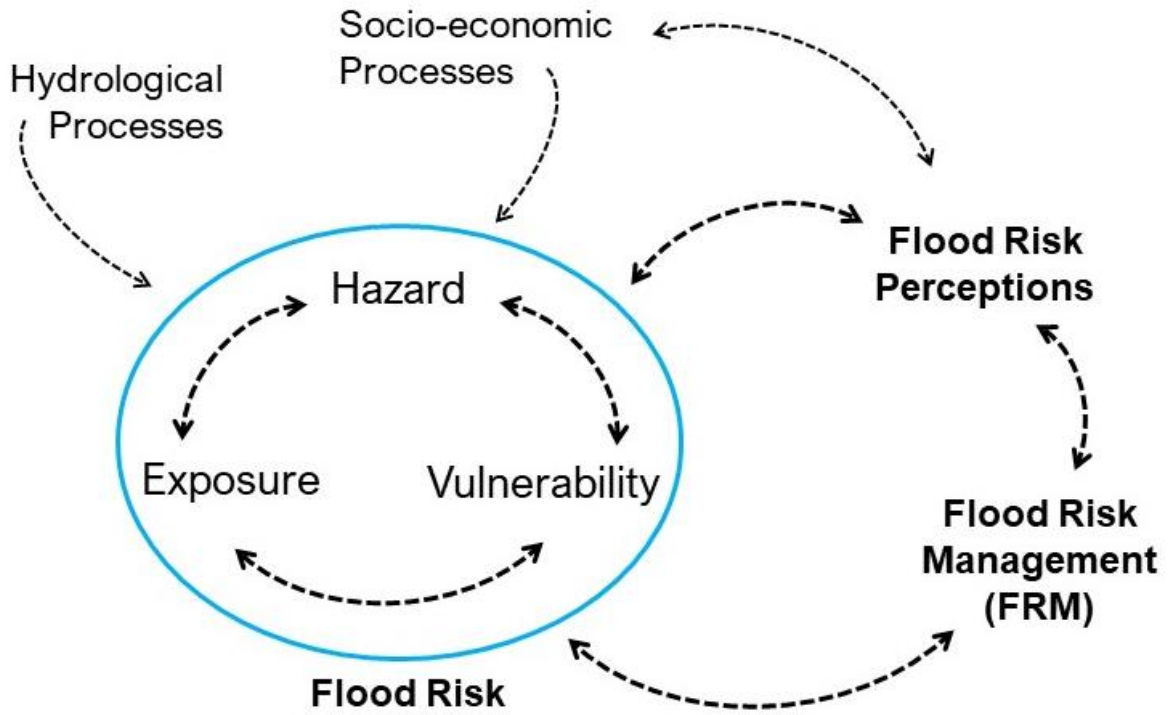 Socio-economic
Processes
Hydrological
Processes
Flood Risk
Perceptions
Hazard
Exposure
Vulnerability
Flood Risk
Management
(FRM)
Flood Risk